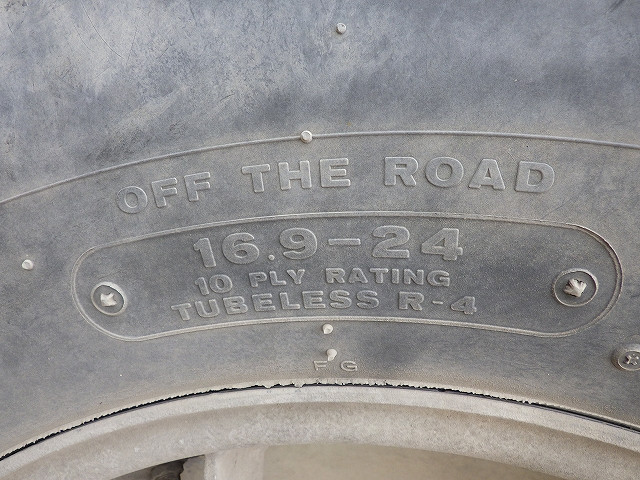 OFF THE ROAD
16.9-24
10 PLY RATING
TUBELESS R-4
F G